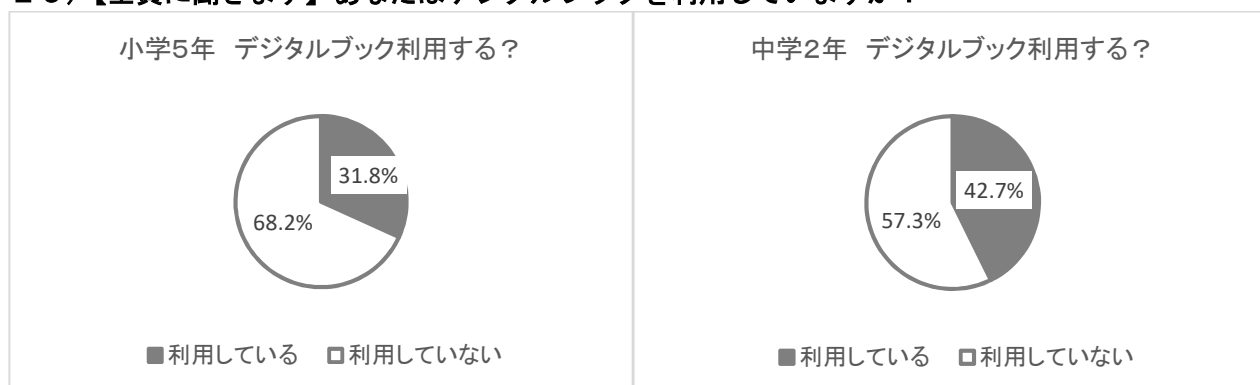 【全員に聞きます】あなたはデジタルブックを利用していますか?
小学5年 デジタルブック利用する?
31.8%
68.2%
■利用している □利用していない
中学2年 デジタルブック利用する?
42.7%
57.3%
■利用している □利用していない